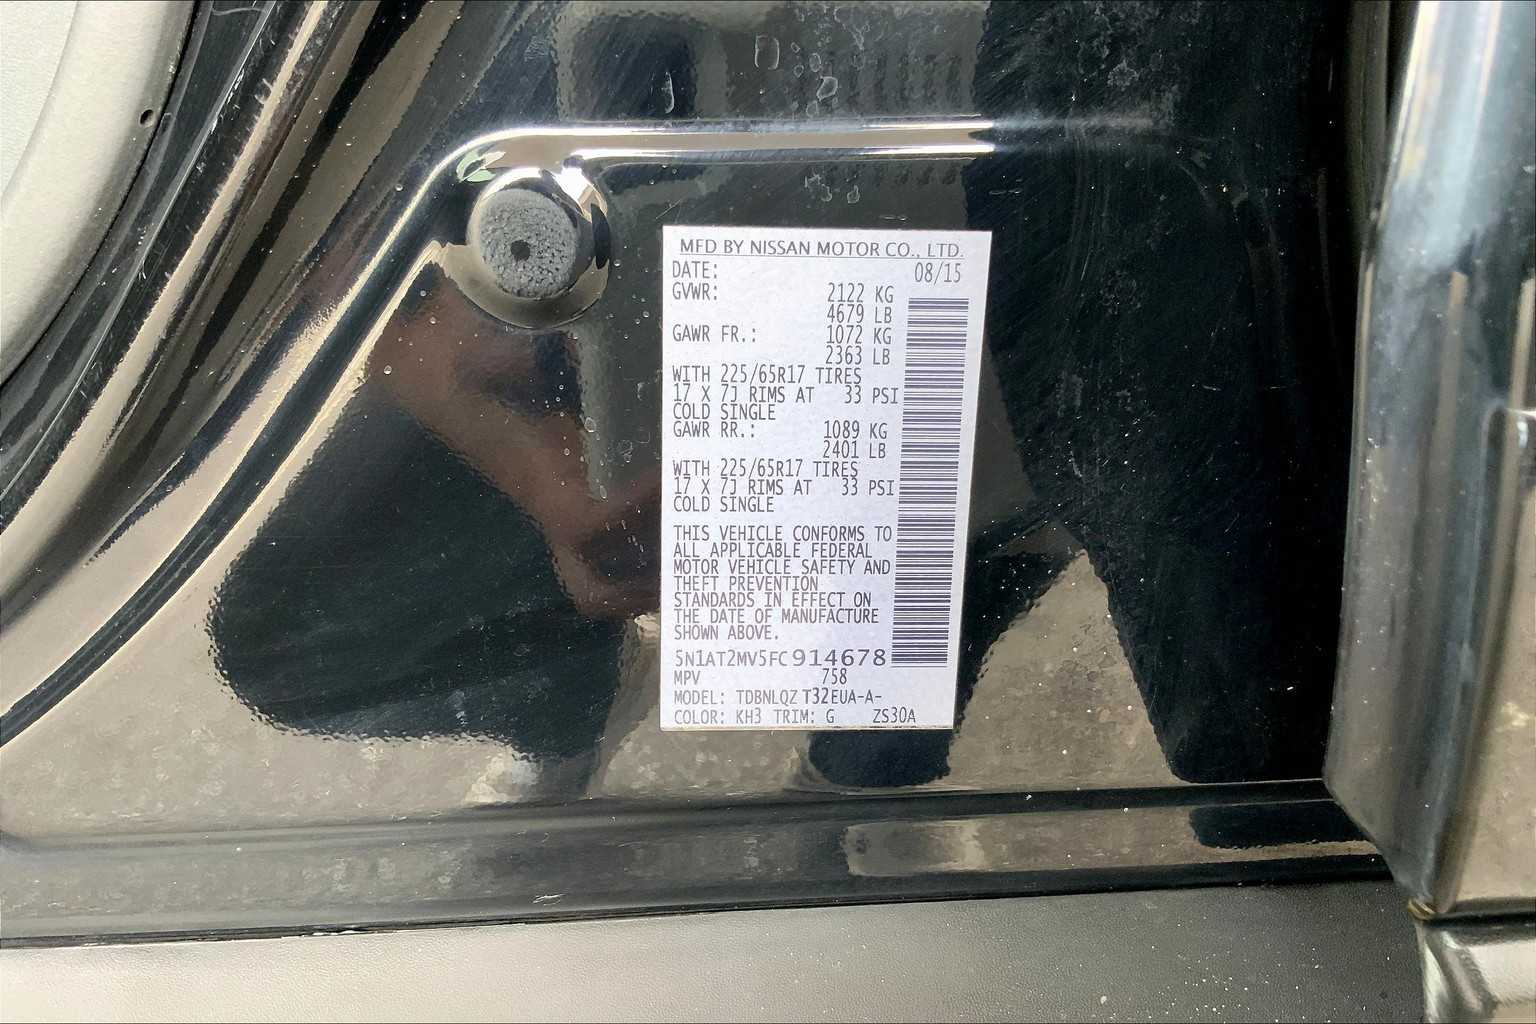 MFD BY NISSAN MOTOR CO., LTD.
DATE: 08/15
GVWR: 2122 KG
4679 LB
GAWR FR.: 1072 KG
2363 LB
WITH 225/65R17 TIRES
17 X 7J RIMS AT 33 PSI
COLD SINGLE
GAWR RR.: 1089 KG
2401 LB
WITH 225/65R17 TIRES
17 X 7J RIMS AT 33 PSI
COLD SINGLE
THIS VEHICLE CONFORMS TO
ALL APPLICABLE FEDERAL
MOTOR VEHICLE SAFETY AND
THEFT PREVENTION
STANDARDS IN EFFECT ON
THE DATE OF MANUFACTURE
SHOWN ABOVE.
5N1AT2MV5FC914678
MPV 758
MODEL: TDBNLQZ T32EUA-A-
COLOR: KH3 TRIM: G ZS30A